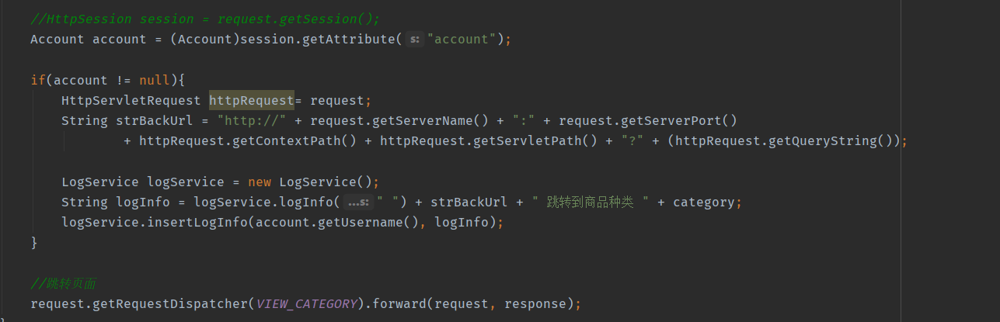 //HttpSession session = request.getSession();
Account account = (Account)session.getAttribute( s: "account");
if(account != null){
HttpServletRequest httpRequest= request;
String strBackUrl = "http://" + request.getServerName() + ":" + request.getServerPort()
+ httpRequest.getContextPath() + httpRequest.getServletPath() + "?" + (httpRequest.getQueryString());
LogService logService = new LogService();
String logInfo = logService.logInfo( ...s: " ") + strBackUrl + " 跳转到商品种类 " + category;
logService.insertLogInfo(account.getUsername(), logInfo);
}
//跳转页面
request.getRequestDispatcher(VIEW_CATEGORY).forward(request, response);
}